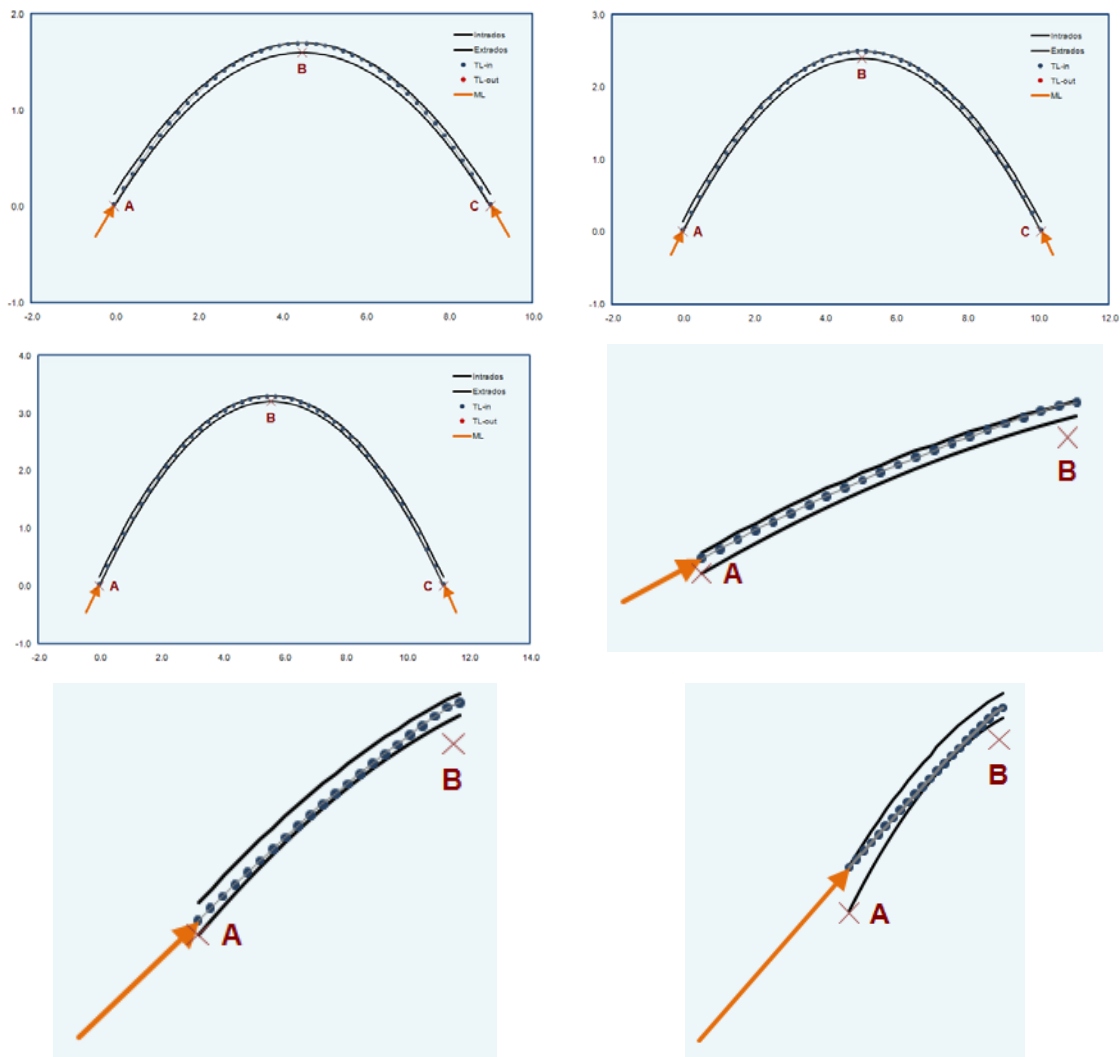 2.0
Intrados
Extrados
TL-in
TL-out
ML
B
1.0
0.0
A
C
-1.0
-2.0 0.0 2.0 4.0 6.0 8.0 10.0
3.0
Intrados
Extrados
TL-in
TL-out
ML
B
2.0
1.0
0.0
A
C
-1.0
-2.0 0.0 2.0 4.0 6.0 8.0 10.0 12.0
4.0
Intrados
Extrados
TL-in
TL-out
ML
3.0
B
2.0
1.0
0.0
A
C
-1.0
-2.0 0.0 2.0 4.0 6.0 8.0 10.0 12.0 14.0
B
A
B
A
B
A